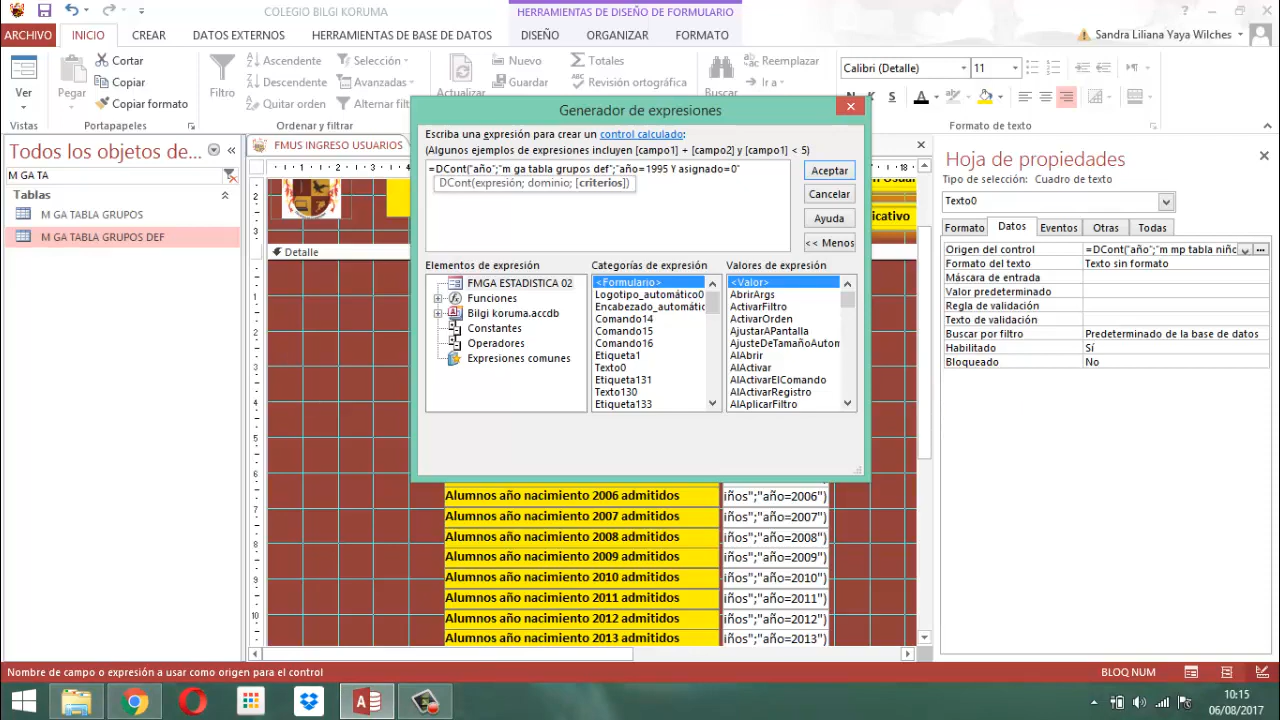 COLEGIO BILGI KORUMA
HERRAMIENTAS DE DISEÑO DE FORMULARIO
ARCHIVO
INICIO
CREAR
DATOS EXTERNOS
HERRAMIENTAS DE BASE DE DATOS
DISEÑO
ORGANIZAR
FORMATO
Sandra Liliana Yaya Wilches
Ver
Vistas
Pegar
Cortar
Copiar
Copiar formato
Portapapeles
Filtro
Ascendente
Descendente
Quitar orden
Selección
Avanzadas
Alternar filt
Ordenar y filtrar
Actualizar
Nuevo
Guardar
Totales
Revisión ortográfica
Buscar
Reemplazar
Ir a
Calibri (Detalle)
11
N K S
Formato de texto
Todos los objetos de...
M GA TA
Tablas
M GA TABLA GRUPOS
M GA TABLA GRUPOS DEF
FMUS INGRESO USUARIOS
Detalle
Generador de expresiones
Escriba una expresión para crear un control calculado:
(Algunos ejemplos de expresiones incluyen [campo1] + [campo2] y [campo1] < 5)
=DCont("año";"m ga tabla grupos def";"año=1995 Y asignado=0"
DCont(expresión; dominio; [criterios])
Aceptar
Cancelar
Ayuda
<< Menos
Elementos de expresión
FMGA ESTADISTICA 02
Funciones
Bilgi koruma.accdb
Constantes
Operadores
Expresiones comunes
Categorías de expresión
<Formulario>
Logotipo_automático0
Encabezado_automátic
Comando14
Comando15
Comando16
Etiqueta1
Texto0
Etiqueta131
Texto130
Etiqueta133
Valores de expresión
<Valor>
AbrirArgs
ActivarFiltro
ActivarOrden
AjustarAPantalla
AjusteDeTamañoAutom
AlAbrir
AlActivar
AlActivarElComando
AlActivarRegistro
AlAplicarFiltro
icativo
Alumnos año nacimiento 2006 admitidos iños";"año=2006")
Alumnos año nacimiento 2007 admitidos iños";"año=2007")
Alumnos año nacimiento 2008 admitidos iños";"año=2008")
Alumnos año nacimiento 2009 admitidos iños";"año=2009")
Alumnos año nacimiento 2010 admitidos iños";"año=2010")
Alumnos año nacimiento 2011 admitidos iños";"año=2011")
Alumnos año nacimiento 2012 admitidos iños";"año=2012")
Alumnos año nacimiento 2013 admitidos iños";"año=2013")
Hoja de propiedades
Tipo de selección: Cuadro de texto
Texto0
Formato
Datos
Eventos
Otras
Todas
Origen del control =DCont("año";"m mp tabla niñc
Formato del texto Texto sin formato
Máscara de entrada
Valor predeterminado
Regla de validación
Texto de validación
Buscar por filtro Predeterminado de la base de datos
Habilitado Sí
Bloqueado No
Nombre de campo o expresión a usar como origen para el control
BLOQ NUM
10:15
06/08/2017